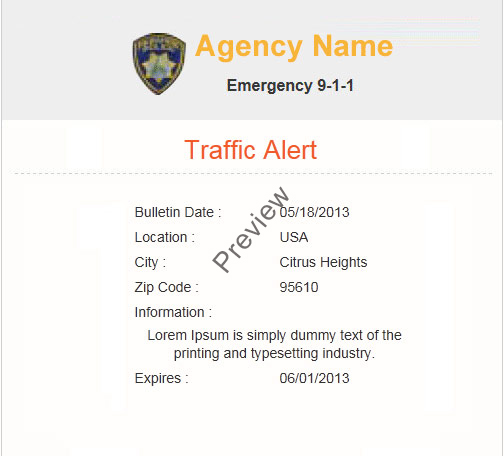 Agency Name
Emergency 9-1-1
Traffic Alert
Bulletin Date : 05/18/2013
Location : USA
City : Citrus Heights
Zip Code : 95610
Information :
Lorem Ipsum is simply dummy text of the
printing and typesetting industry.
Expires : 06/01/2013
Preview